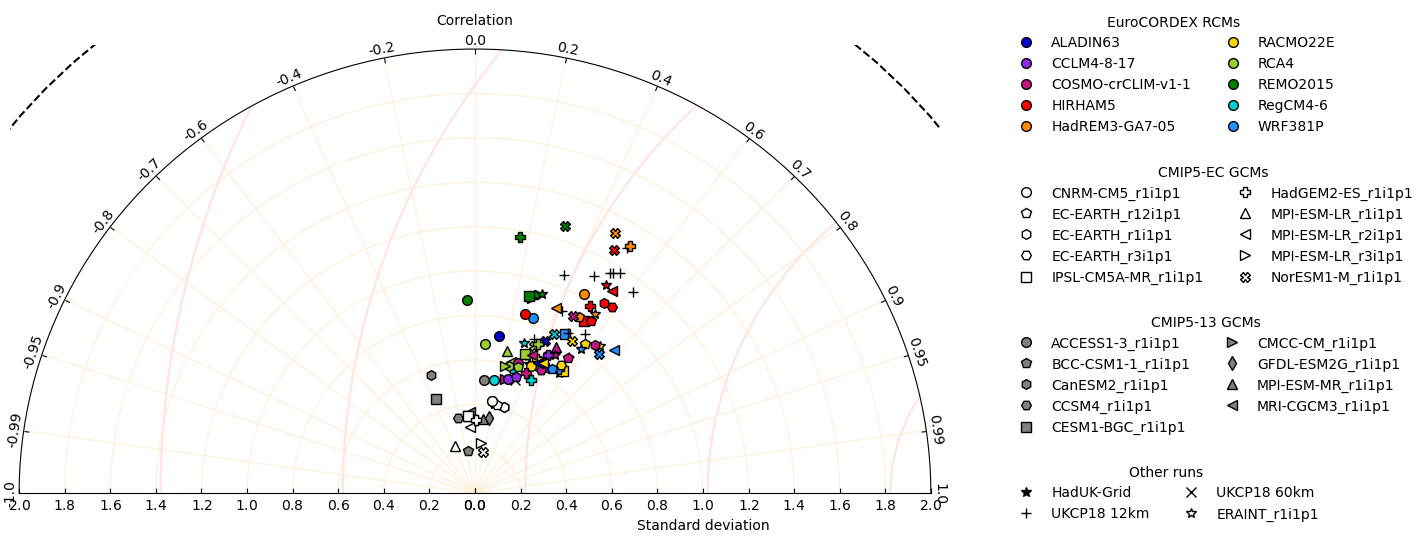 Correlation
0.0
-0.2
0.2
-0.4
0.4
-0.6
0.6
-0.7
0.7
-0.8
0.8
-0.9
0.9
-0.95
0.95
-0.99
0.99
1.0
1.0
2.0 1.8 1.6 1.4 1.2 1.0 0.8 0.6 0.4 0.2 0.0 0.2 0.4 0.6 0.8 1.0 1.2 1.4 1.6 1.8 2.0
Standard deviation
EuroCORDEX RCMs
ALADIN63 RACMO22E
CCLM4-8-17 RCA4
COSMO-crCLIM-v1-1 REMO2015
HIRHAM5 RegCM4-6
HadREM3-GA7-05 WRF381P
CMIP5-EC GCMs
CNRM-CM5_r1i1p1 HadGEM2-ES_r1i1p1
EC-EARTH_r12i1p1 MPI-ESM-LR_r1i1p1
EC-EARTH_r1i1p1 MPI-ESM-LR_r2i1p1
EC-EARTH_r3i1p1 MPI-ESM-LR_r3i1p1
IPSL-CM5A-MR_r1i1p1 NorESM1-M_r1i1p1
CMIP5-13 GCMs
ACCESS1-3_r1i1p1 CMCC-CM_r1i1p1
BCC-CSM1-1_r1i1p1 GFDL-ESM2G_r1i1p1
CanESM2_r1i1p1 MPI-ESM-MR_r1i1p1
CCSM4_r1i1p1 MRI-CGCM3_r1i1p1
CESM1-BGC_r1i1p1
Other runs
HadUK-Grid UKCP18 60km
UKCP18 12km ERAINT_r1i1p1